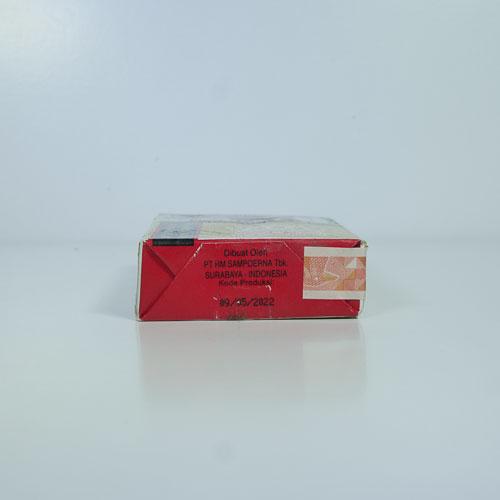 Dibuat Oleh
PT HM SAMPOERNA Tbk.
SURABAYA - INDONESIA
Kode Produksi:
09/05/2022